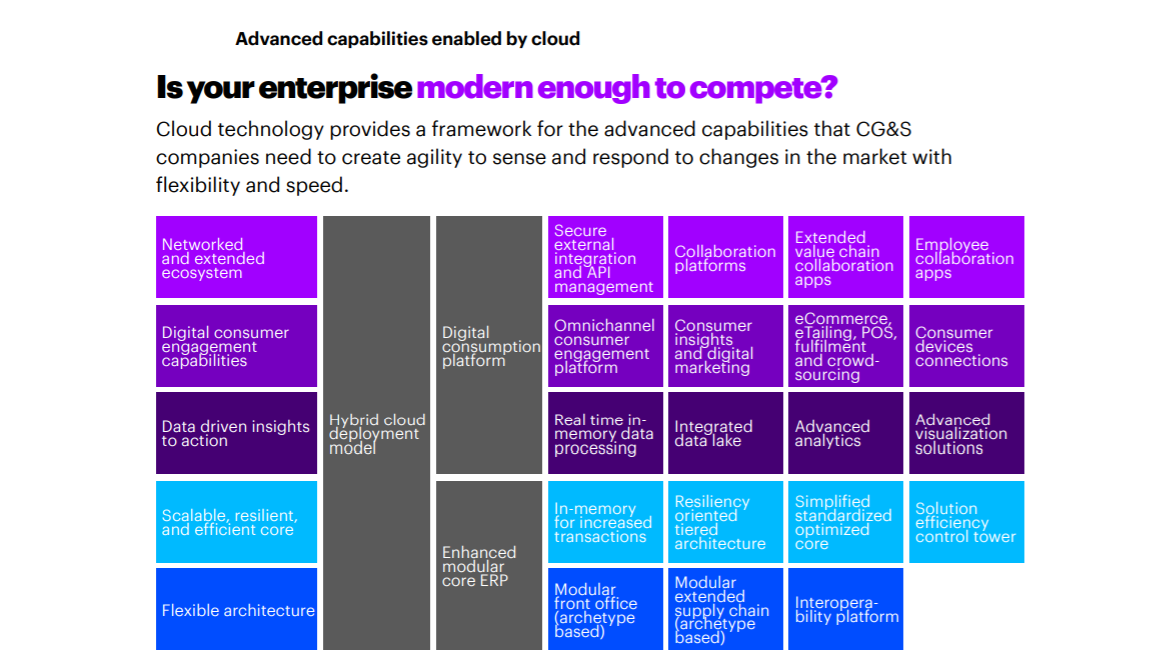 Advanced capabilities enabled by cloud
Is your enterprise modern enough to compete?
Cloud technology provides a framework for the advanced capabilities that CG&S
companies need to create agility to sense and respond to changes in the market with
flexibility and speed.
Networked
and extended
ecosystem
Digital consumer
engagement
capabilities
Data driven insights
to action
Scalable, resilient,
and efficient core
Flexible architecture
Hybrid cloud
deployment
model
Digital
consumption
platform
Enhanced
modular
core ERP
Secure
external
integration
and API
management
Collaboration
platforms
Extended
value chain
collaboration
apps
Employee
collaboration
apps
Omnichannel
consumer
engagement
platform
Consumer
insights
and digital
marketing
eCommerce,
eTailing, POS,
fulfilment
and crowd-
sourcing
Consumer
devices
connections
Real time in-
memory data
processing
Integrated
data lake
Advanced
analytics
Advanced
visualization
solutions
In-memory
for increased
transactions
Resiliency
oriented
tiered
architecture
Simplified
standardized
optimized
core
Solution
efficiency
control tower
Modular
front office
(archetype
based)
Modular
extended
supply chain
(archetype
based)
Interopera-
bility platform